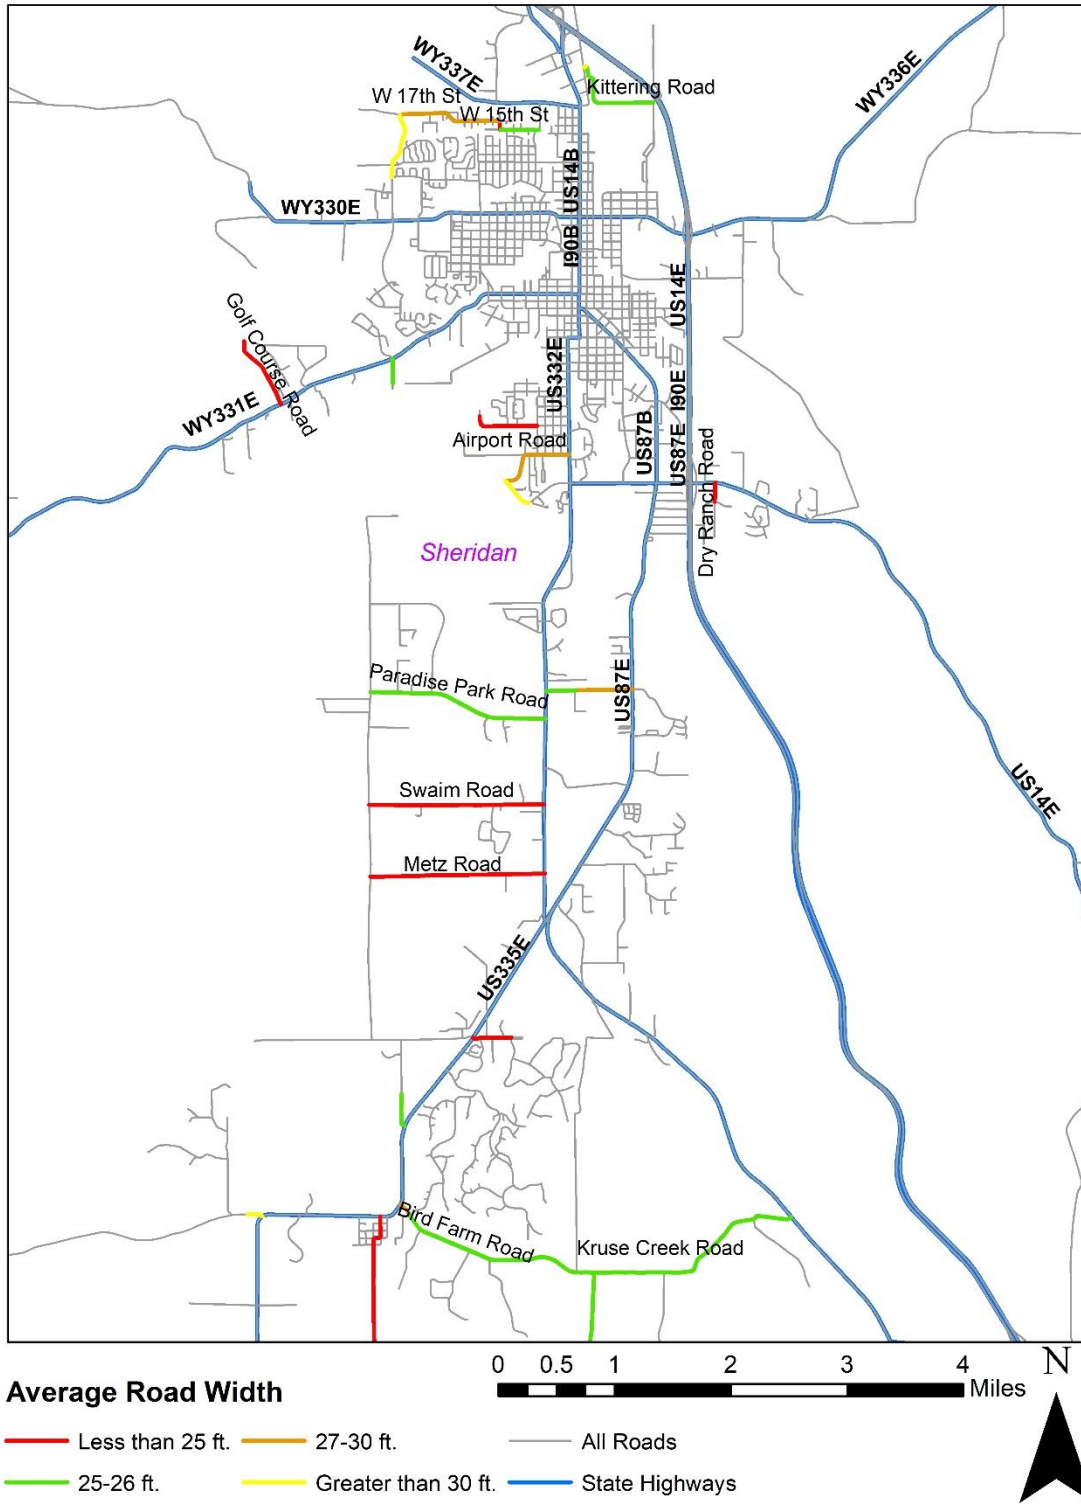 WY337E
Kittering Road
WY336E
W 17th St
W 15th St
US14B
WY330E
I90B
US14E
Golf Course Road
US332E
I90E
WY331E
Airport Road
US87B
US87E
Dry Ranch Road
Sheridan
Paradise Park Road
US87E
Swaim Road
US14E
Metz Road
US335E
Bird Farm Road
Kruse Creek Road
0 0.5 1 2 3 4
Miles
N
Average Road Width
Less than 25 ft. 27-30 ft. All Roads
25-26 ft. Greater than 30 ft. State Highways